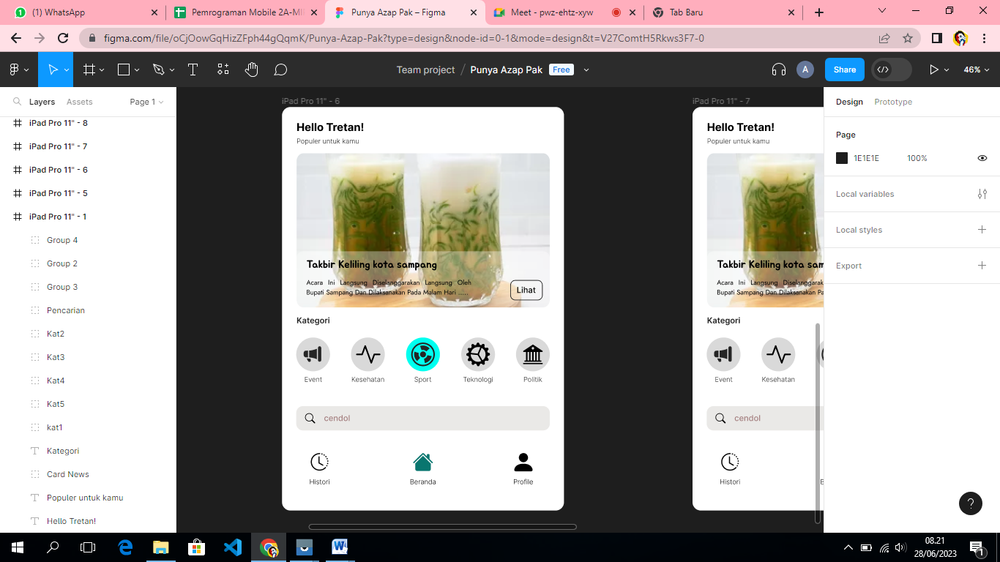 (1) WhatsApp
Pemrograman Mobile 2A-MI
Punya Azap Pak – Figma
Meet - pwz-ehtz-xyw
Tab Baru
figma.com/file/oCjOowGqHizZFph44gQqmK/Punya-Azap-Pak?type=design&node-id=0-1&mode=design&t=V27ComtH5Rkws3F7-0
Team project / Punya Azap Pak Free
A
Share
46%
Layers Assets Page 1
iPad Pro 11" - 8
iPad Pro 11" - 7
iPad Pro 11" - 6
iPad Pro 11" - 5
iPad Pro 11" - 1
Group 4
Group 2
Group 3
Pencarian
Kat2
Kat3
Kat4
Kat5
kat1
Kategori
Card News
Populer untuk kamu
Hello Tretan!
iPad Pro 11" - 6
Hello Tretan!
Populer untuk kamu
Takbir Keliling kota sampang
Acara Ini Langsung Diselanggarakan Langsung Oleh
Bupati Sampang Dan Dilaksanakan Pada Malam Hari .....
Lihat
Kategori
Event Kesehatan Sport Teknologi Politik
cendol
Histori Beranda Profile
iPad Pro 11" - 7
Hello Tretan!
Populer untuk kamu
Takbir Keliling kota sam
Acara Ini Langsung Diselanggarak
Bupati Sampang Dan Dilaksanakan Pa
Kategori
Event Kesehatan
cendol
Histori
Design Prototype
Page
1E1E1E 100%
Local variables
Local styles
Export
?
08.21
28/06/2023
1